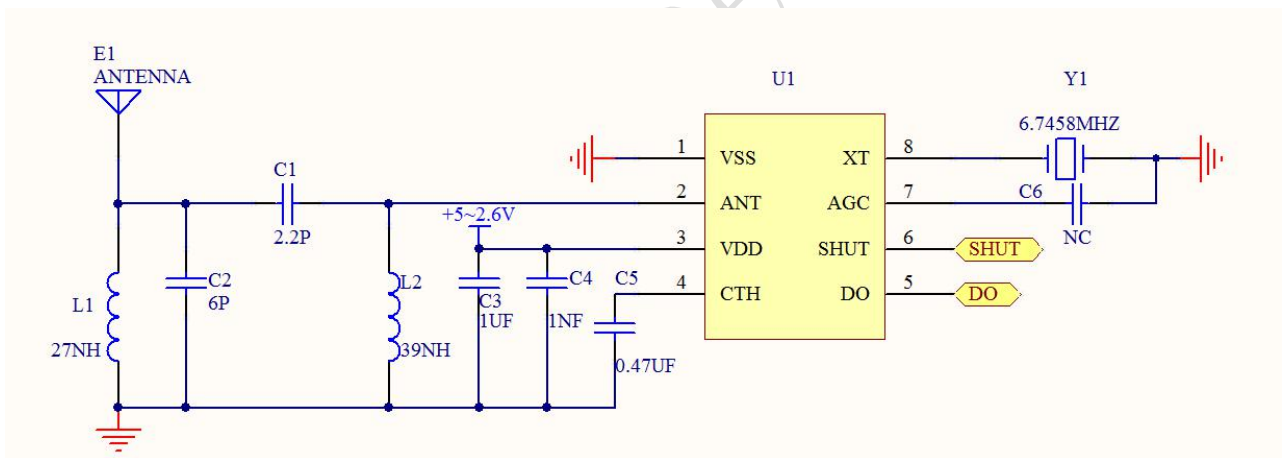 E1
ANTENNA
U1
Y1
6.7458MHZ
1 VSS XT 8
C1
2 ANT AGC 7 C6
2.2P
+5~2.6V
NC
3 VDD SHUT 6 SHUT
C2
6P
L2
C4
C5
4 CTH DO 5 DO
L1
C3
1UF
1NF
27NH
39NH
0.47UF